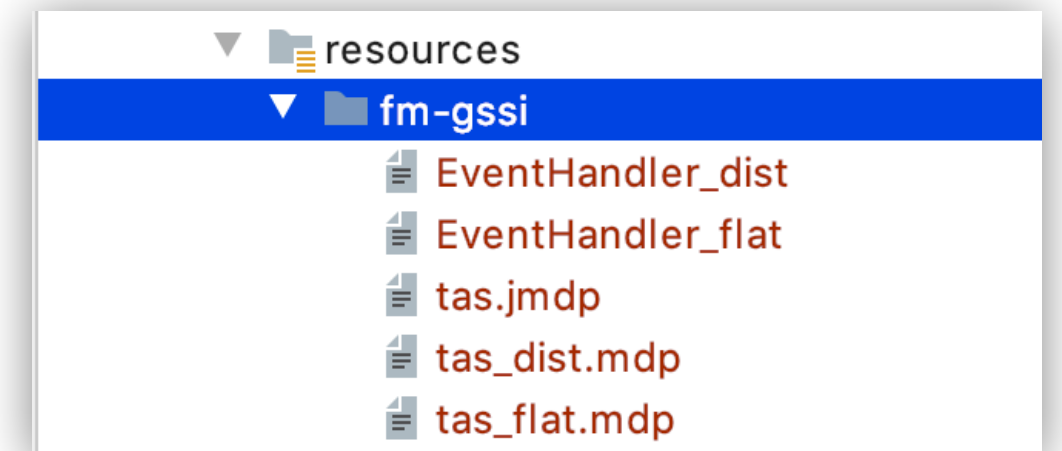 resources
fm-gssi
EventHandler_dist
EventHandler_flat
tas.jmdp
tas_dist.mdp
tas_flat.mdp